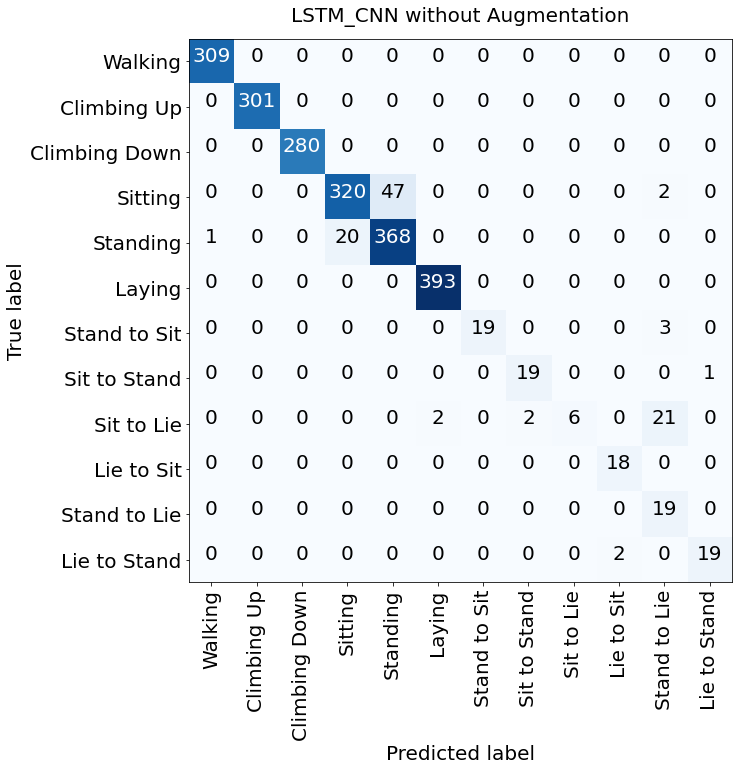 LSTM_CNN without Augmentation
True label
Walking 309 0 0 0 0 0 0 0 0 0 0 0
Climbing Up 0 301 0 0 0 0 0 0 0 0 0 0
Climbing Down 0 0 280 0 0 0 0 0 0 0 0 0
Sitting 0 0 0 320 47 0 0 0 0 0 2 0
Standing 1 0 0 20 368 0 0 0 0 0 0 0
Laying 0 0 0 0 0 393 0 0 0 0 0 0
Stand to Sit 0 0 0 0 0 0 19 0 0 0 3 0
Sit to Stand 0 0 0 0 0 0 0 19 0 0 0 1
Sit to Lie 0 0 0 0 0 2 0 2 6 0 21 0
Lie to Sit 0 0 0 0 0 0 0 0 0 18 0 0
Stand to Lie 0 0 0 0 0 0 0 0 0 0 19 0
Lie to Stand 0 0 0 0 0 0 0 0 0 2 0 19
Walking
Climbing Up
Climbing Down
Sitting
Standing
Laying
Stand to Sit
Sit to Stand
Sit to Lie
Lie to Sit
Stand to Lie
Lie to Stand
Predicted label